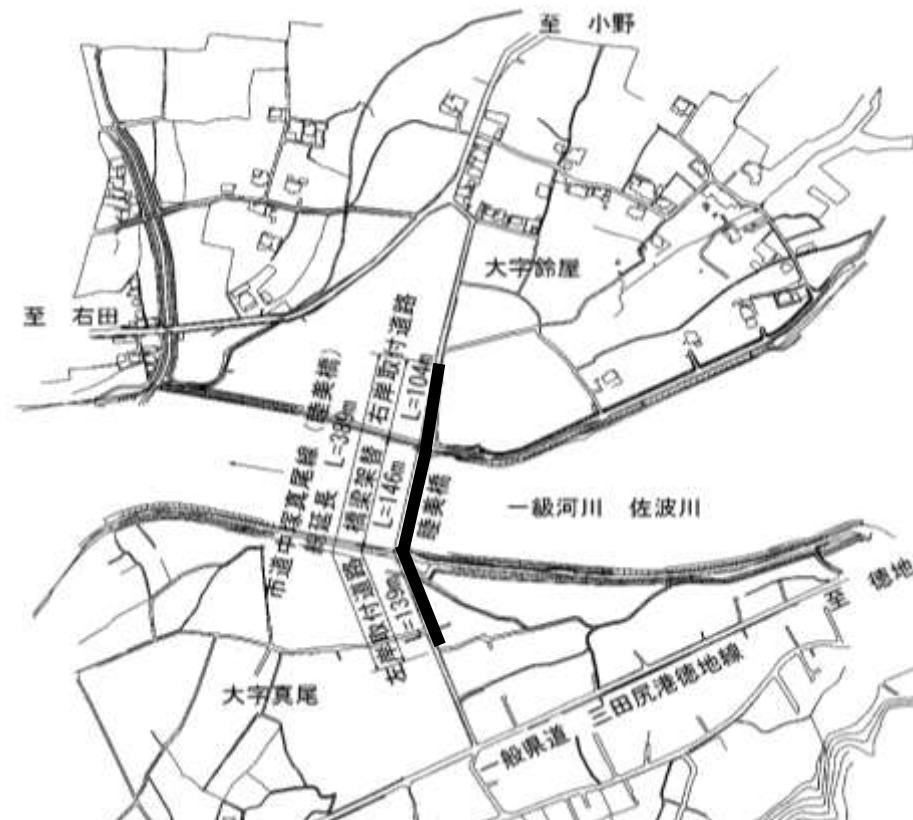 至 小野
大字鈴屋
至 右田
市道中塚真尾線（睦美橋）
総延長 L=389m
橋梁架替
L=146m
右岸取付道路
L=104m
睦美橋
一級河川 佐波川
左岸取付道路
L=139m
至 徳地
大字真尾
一般県道 三田尻港徳地線